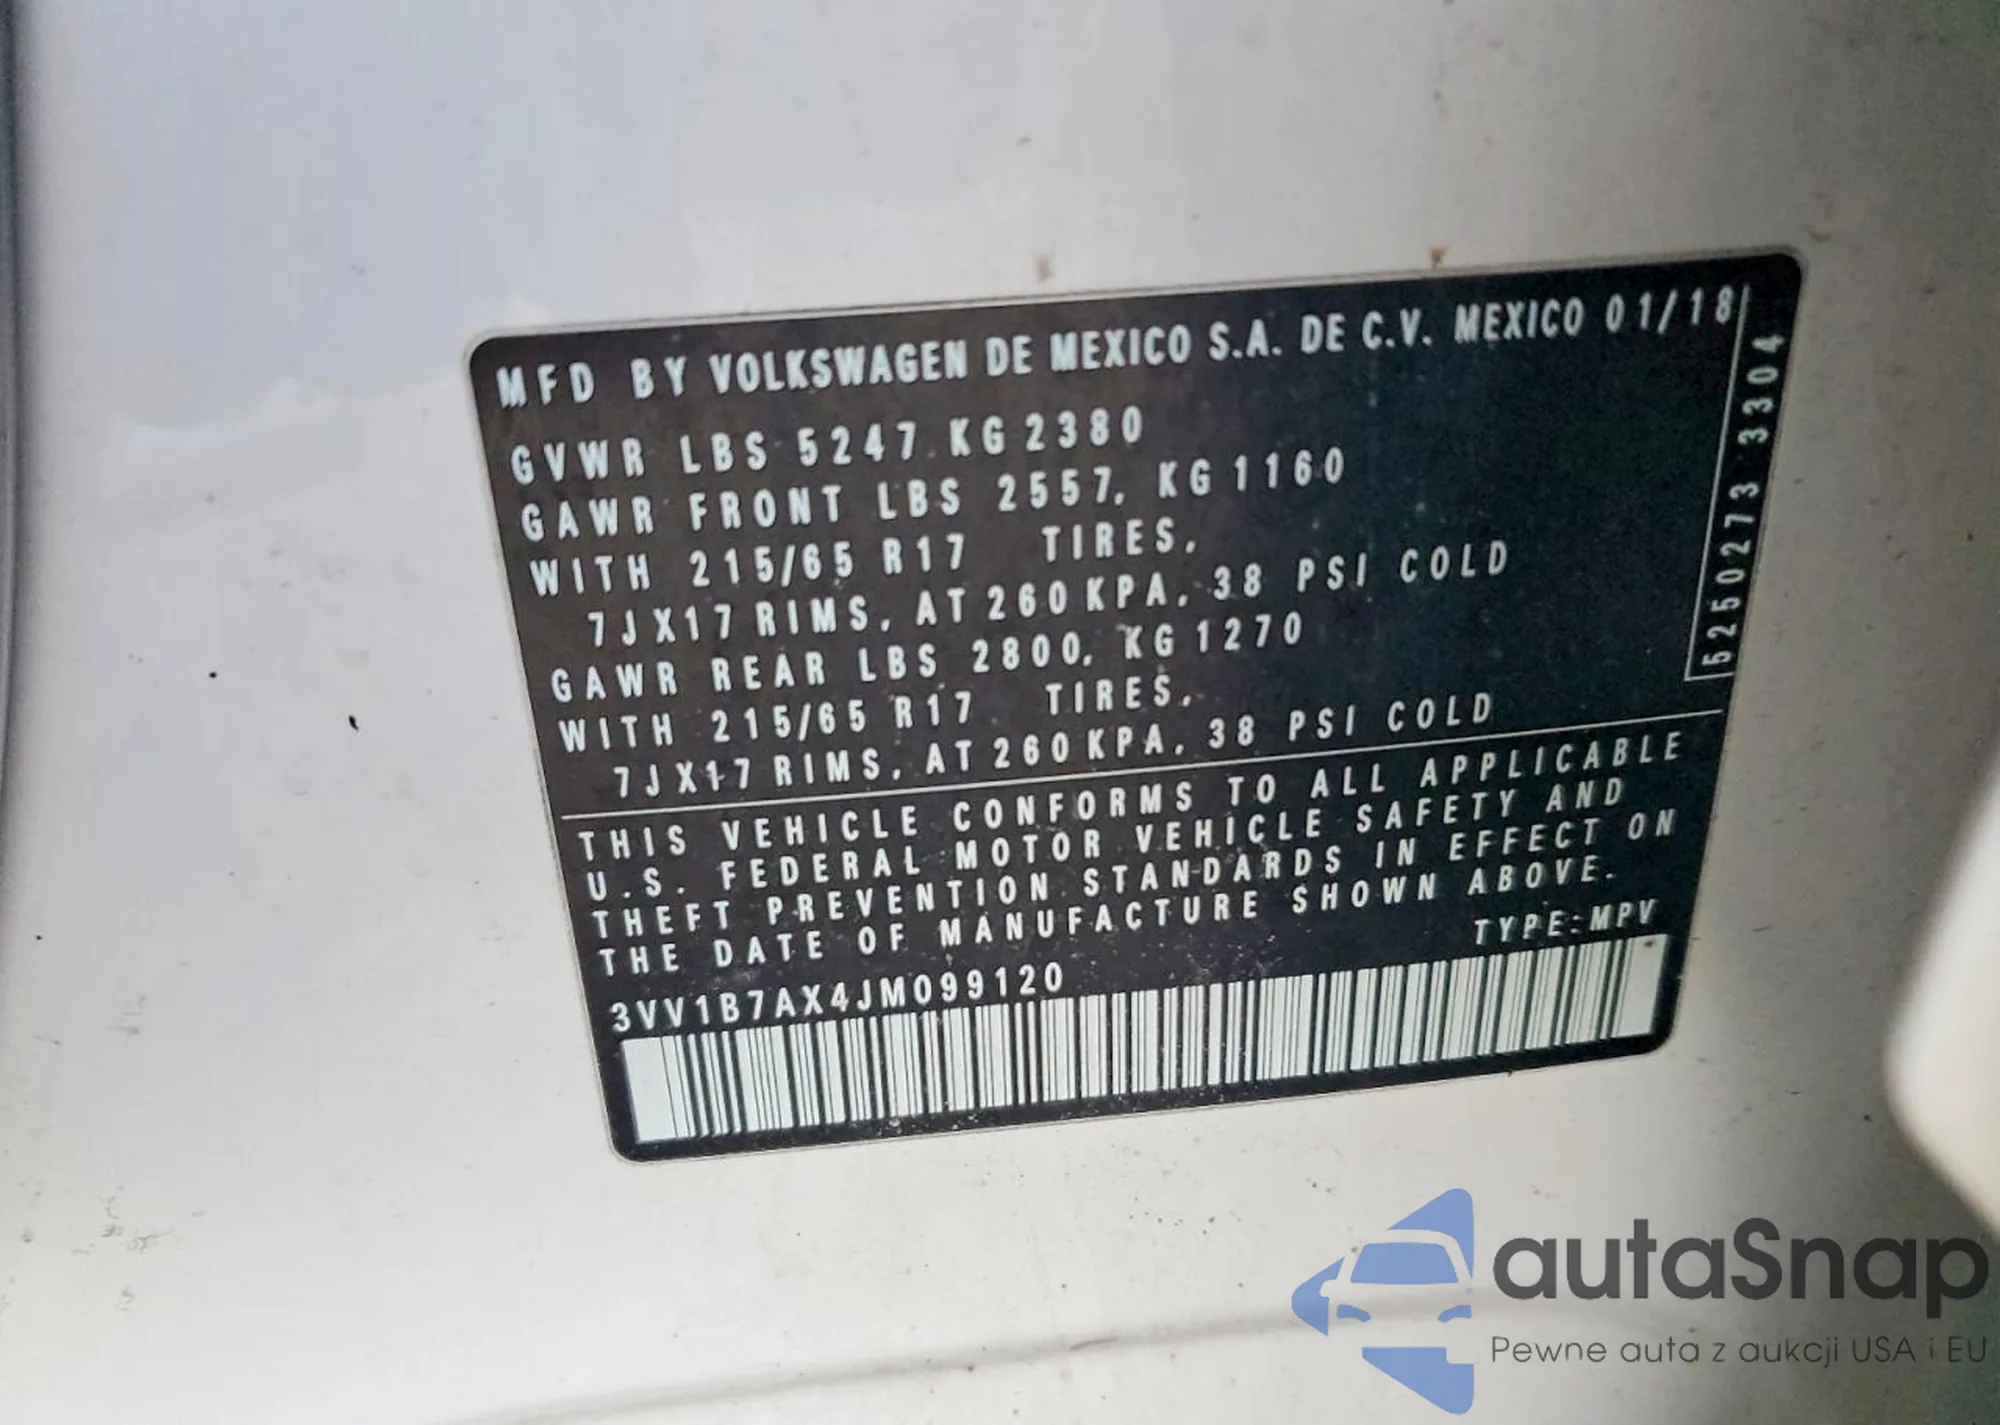 MFD BY VOLKSWAGEN DE MEXICO S.A. DE C.V. MEXICO 01/18
GVWR LBS 5247 KG 2380
GAWR FRONT LBS 2557, KG 1160
WITH 215/65 R17 TIRES,
7JX17 RIMS, AT 260 KPA, 38 PSI COLD
GAWR REAR LBS 2800, KG 1270
WITH 215/65 R17 TIRES,
7JX17 RIMS, AT 260 KPA, 38 PSI COLD
5250273 3304
THIS VEHICLE CONFORMS TO ALL APPLICABLE
U.S. FEDERAL MOTOR VEHICLE SAFETY AND
THEFT PREVENTION STANDARDS IN EFFECT ON
THE DATE OF MANUFACTURE SHOWN ABOVE.
TYPE:MPV
3VV1B7AX4JM099120
autaSnap
Pewne auta z aukcji USA i EU